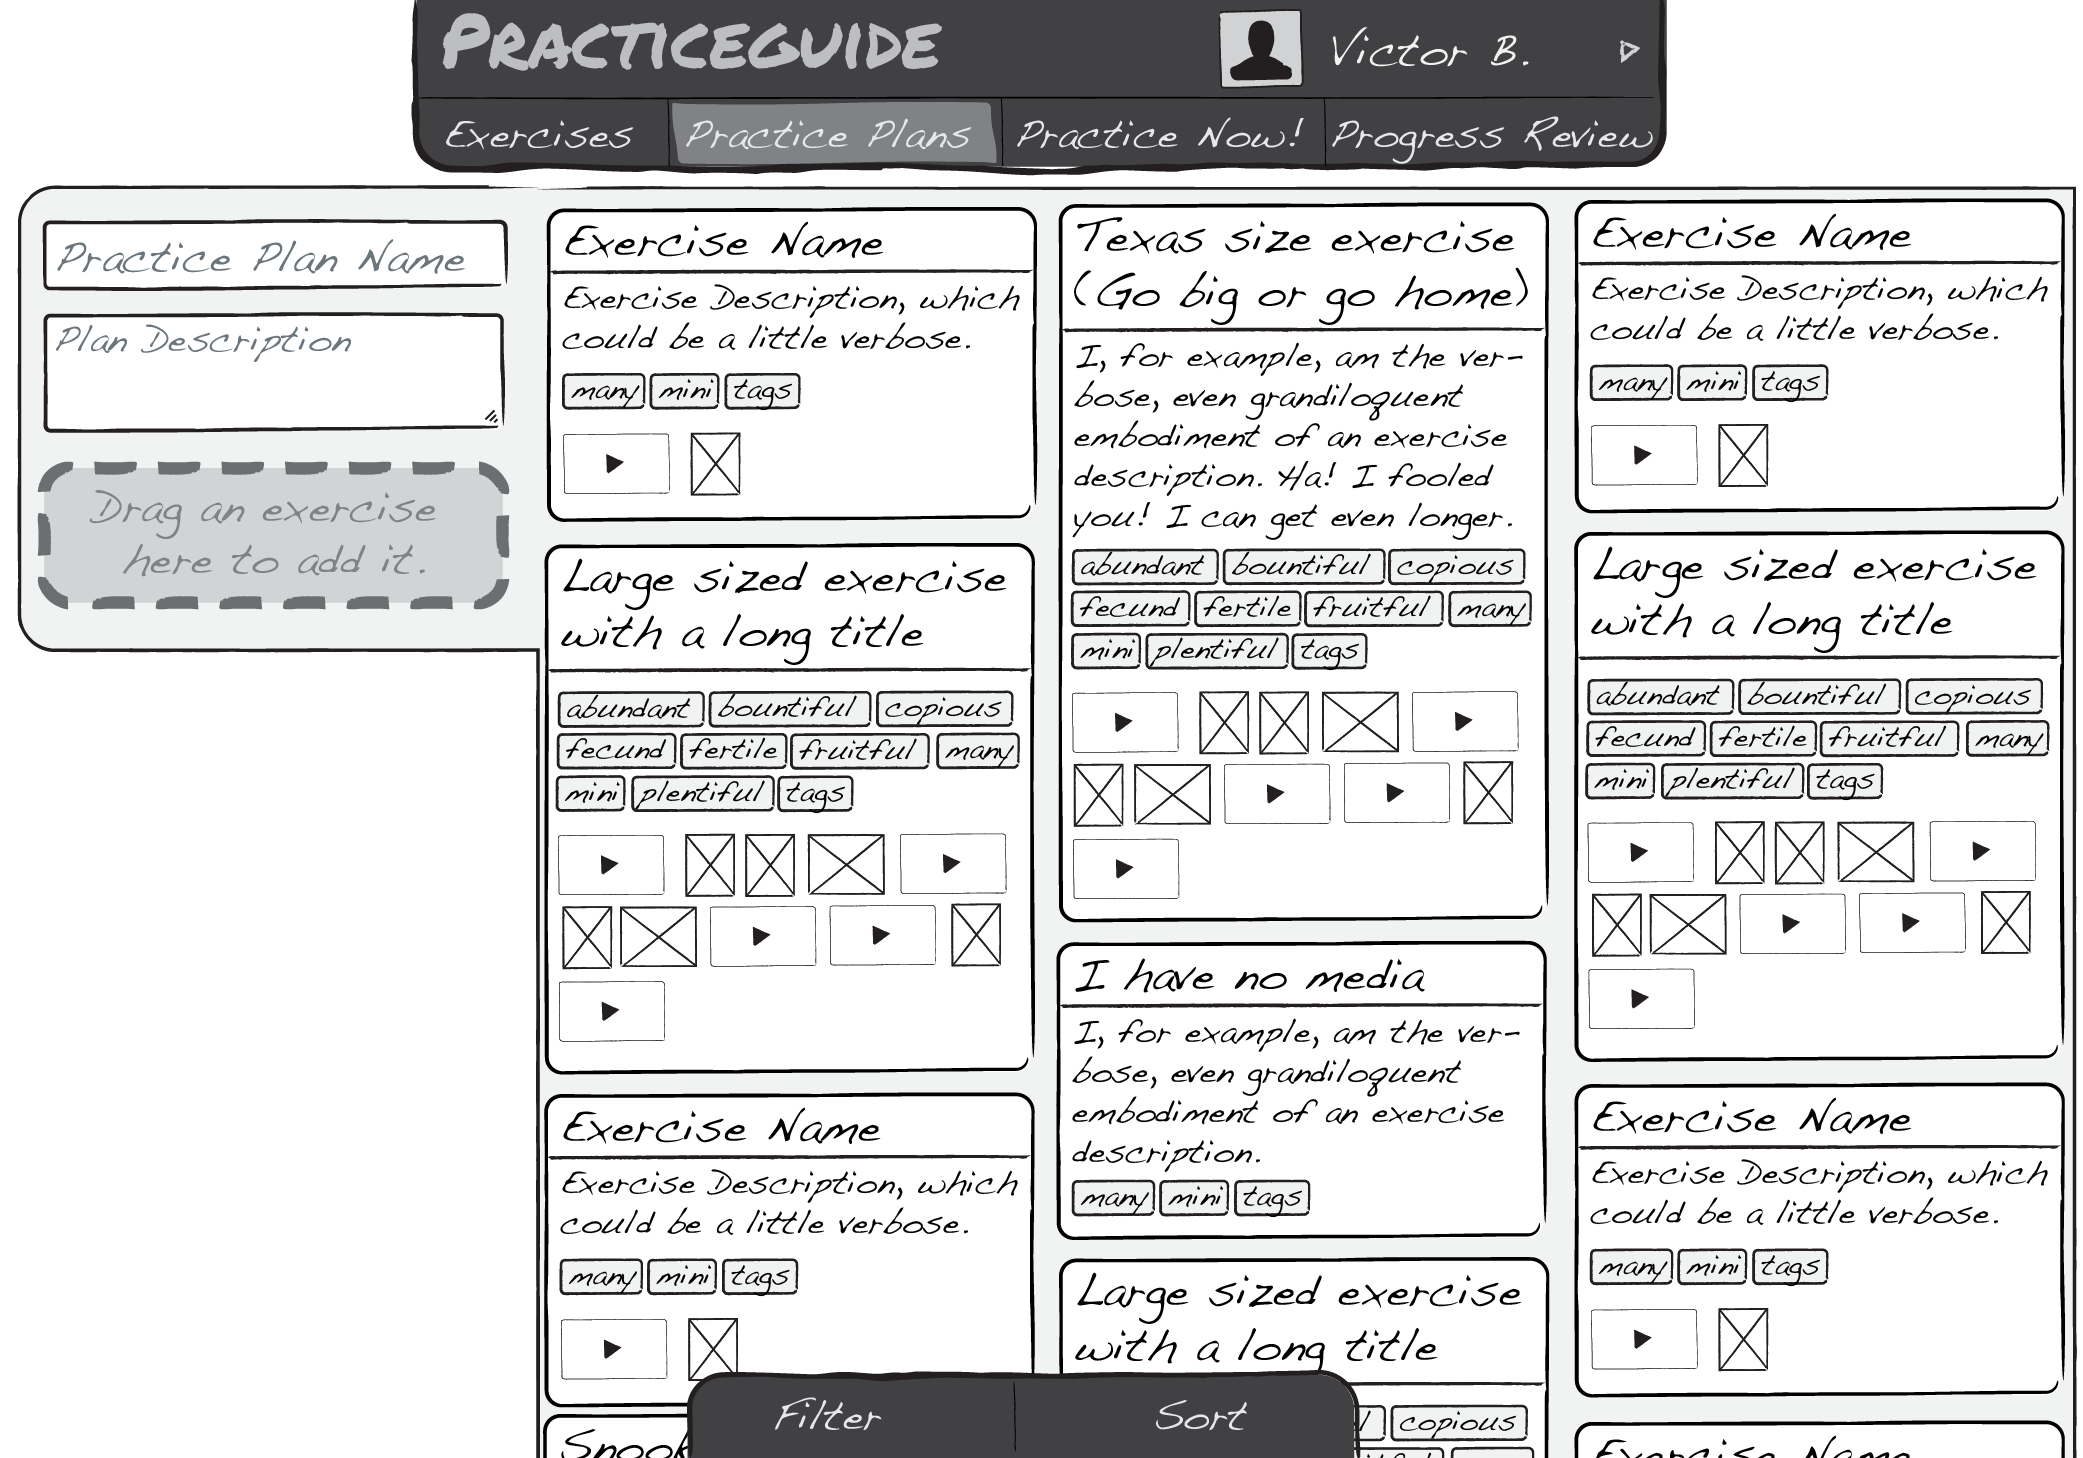 PRACTICEGUIDE
Victor B.
Exercises
Practice Plans
Practice Now!
Progress Review
Practice Plan Name
Plan Description
Drag an exercise
here to add it.
Exercise Name
Exercise Description, which
could be a little verbose.
many mini tags
Large sized exercise
with a long title
abundant bountiful copious
fecund fertile fruitful many
mini plentiful tags
Exercise Name
Exercise Description, which
could be a little verbose.
many mini tags
Texas size exercise
(Go big or go home)
I, for example, am the ver-
bose, even grandiloquent
embodiment of an exercise
description. Ha! I fooled
you! I can get even longer.
abundant bountiful copious
fecund fertile fruitful many
mini plentiful tags
I have no media
I, for example, am the ver-
bose, even grandiloquent
embodiment of an exercise
description.
many mini tags
Large sized exercise
with a long title
copious
Exercise Name
Exercise Description, which
could be a little verbose.
many mini tags
Large sized exercise
with a long title
abundant bountiful copious
fecund fertile fruitful many
mini plentiful tags
Exercise Name
Exercise Description, which
could be a little verbose.
many mini tags
Exercise Name
Filter
Sort